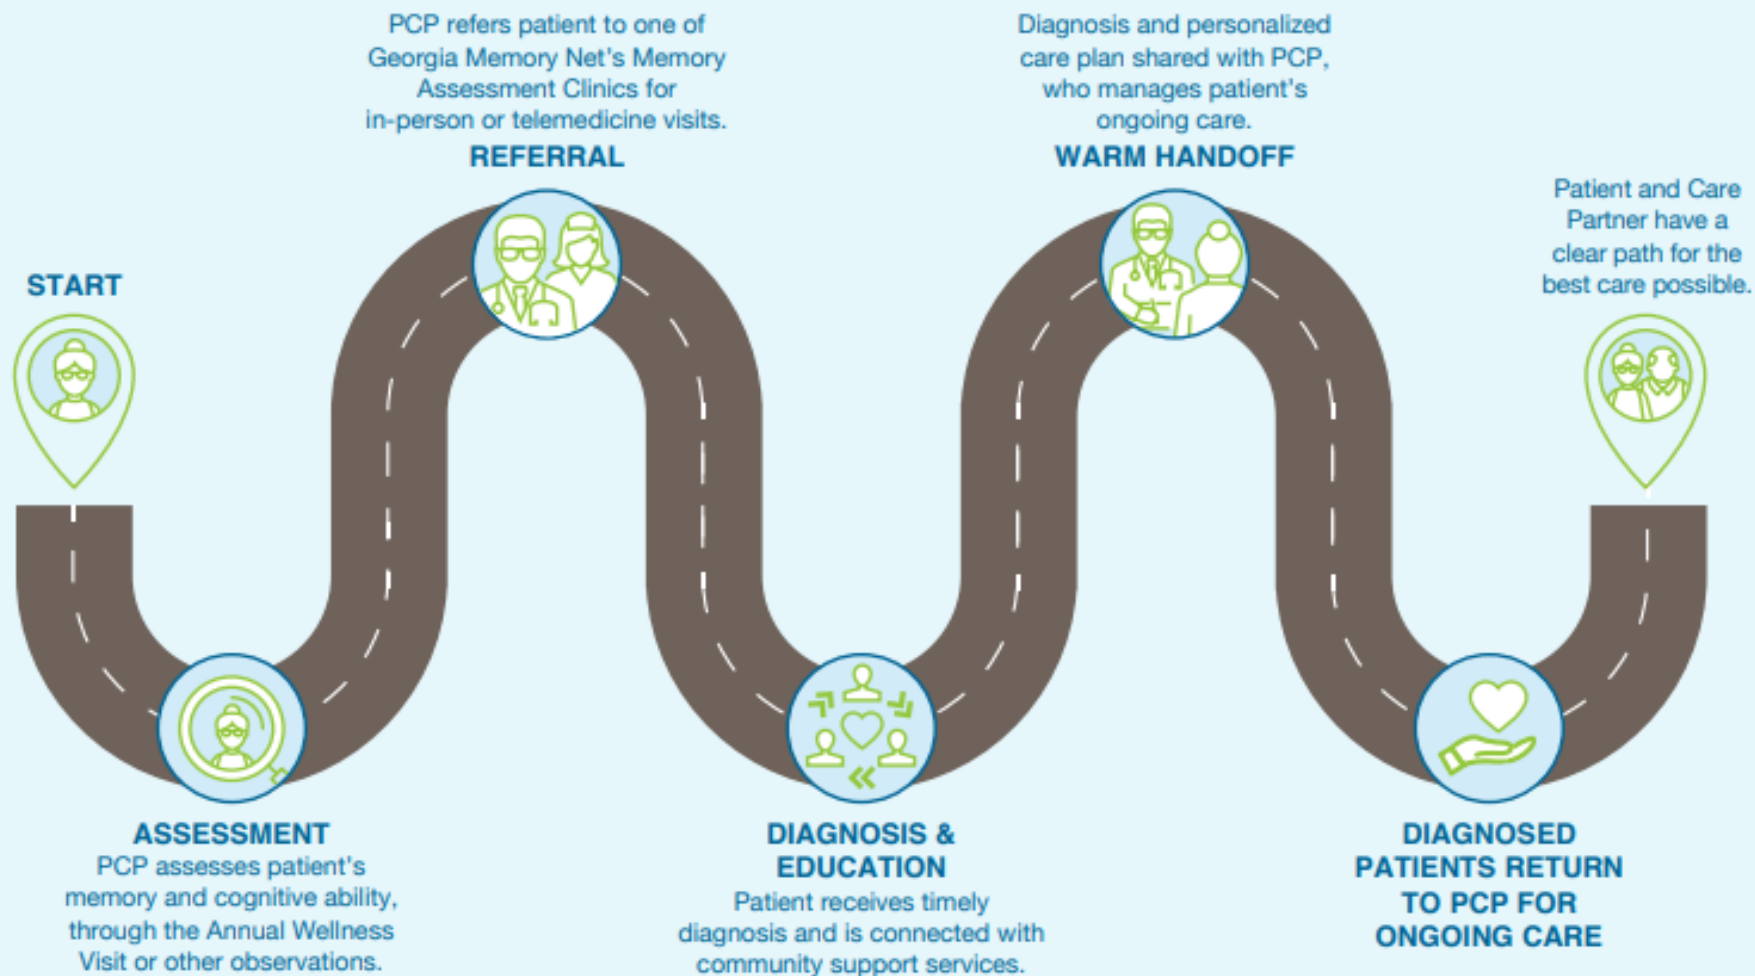 START
ASSESSMENT
PCP assesses patient's
memory and cognitive ability,
through the Annual Wellness
Visit or other observations.
PCP refers patient to one of
Georgia Memory Net's Memory
Assessment Clinics for
in-person or telemedicine visits.
REFERRAL
DIAGNOSIS &
EDUCATION
Patient receives timely
diagnosis and is connected with
community support services.
Diagnosis and personalized
care plan shared with PCP,
who manages patient's
ongoing care.
WARM HANDOFF
DIAGNOSED
PATIENTS RETURN
TO PCP FOR
ONGOING CARE
Patient and Care
Partner have a
clear path for the
best care possible.